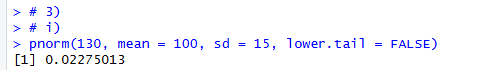 > # 3)
> # i)
> pnorm(130, mean = 100, sd = 15, lower.tail = FALSE)
[1] 0.02275013